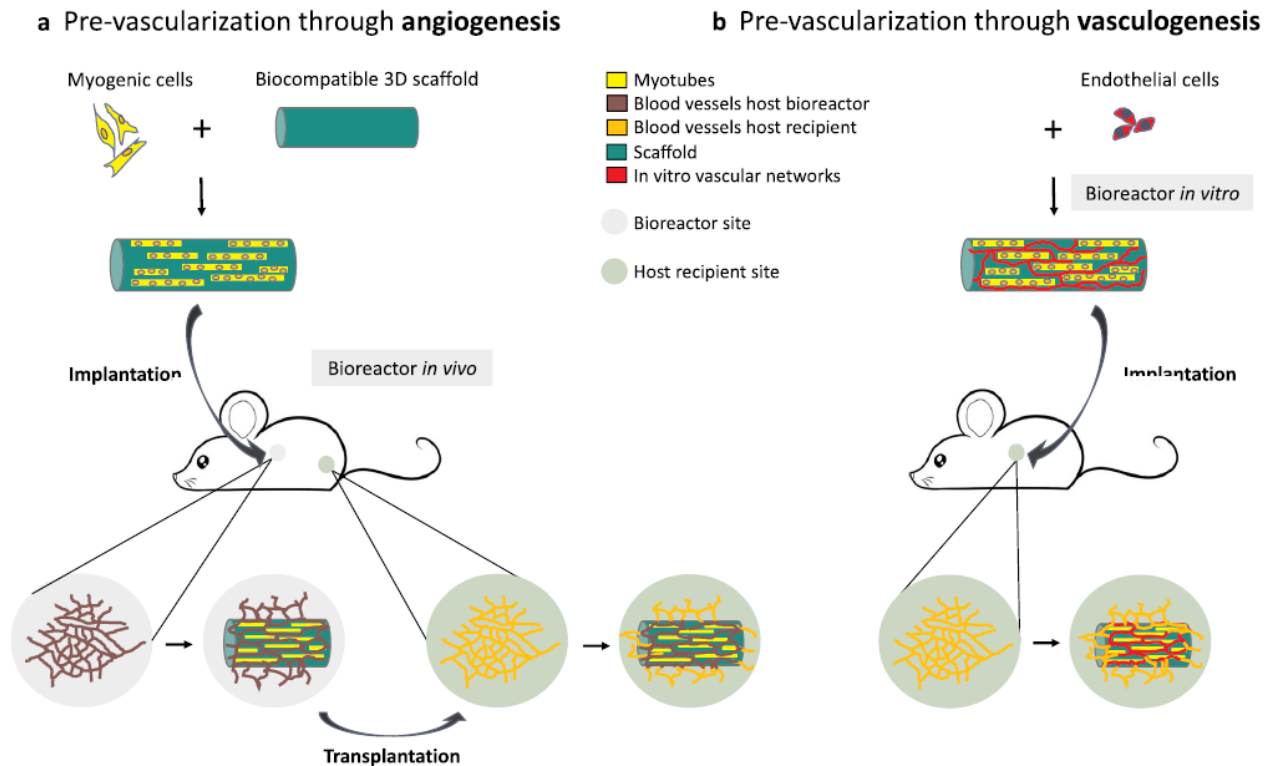 a Pre-vascularization through angiogenesis
b Pre-vascularization through vasculogenesis
Myogenic cells
Biocompatible 3D scaffold
+
Myotubes
Blood vessels host bioreactor
Blood vessels host recipient
Scaffold
In vitro vascular networks
Bioreactor site
Host recipient site
Endothelial cells
+
Bioreactor in vitro
Implantation
Bioreactor in vivo
Implantation
Transplantation